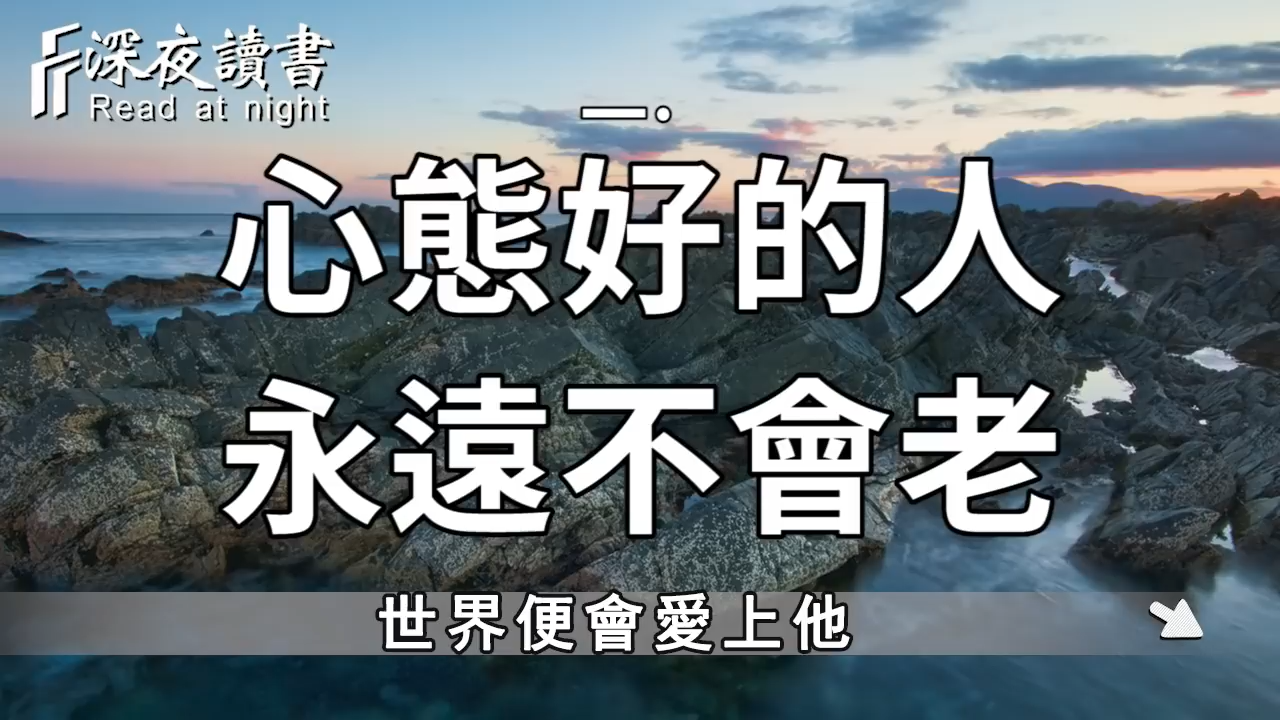 深夜讀書
Read at night
一.
心態好的人
永遠不會老
世界便會愛上他